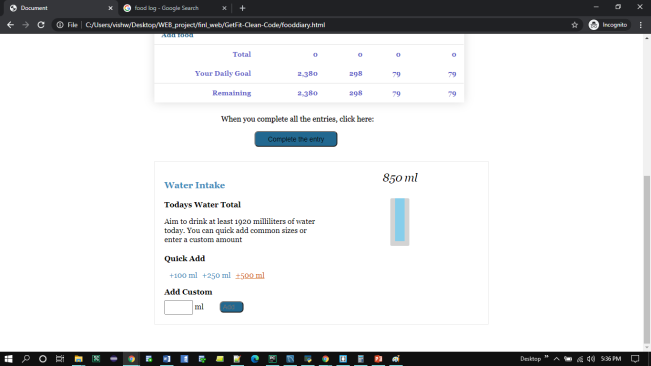 Document
food log - Google Search
File | C:/Users/vishw/Desktop/WEB_project/finl_web/GetFit-Clean-Code/fooddiary.html
Incognito
Add food
Total 0 0 0 0
Your Daily Goal 2,380 298 79 79
Remaining 2,380 298 79 79
When you complete all the entries, click here:
Complete the entry
850 ml
Water Intake
Todays Water Total
Aim to drink at least 1920 milliliters of water
today. You can quick add common sizes or
enter a custom amount
Quick Add
+100 ml +250 ml +500 ml
Add Custom
ml
Desktop 5:36 PM